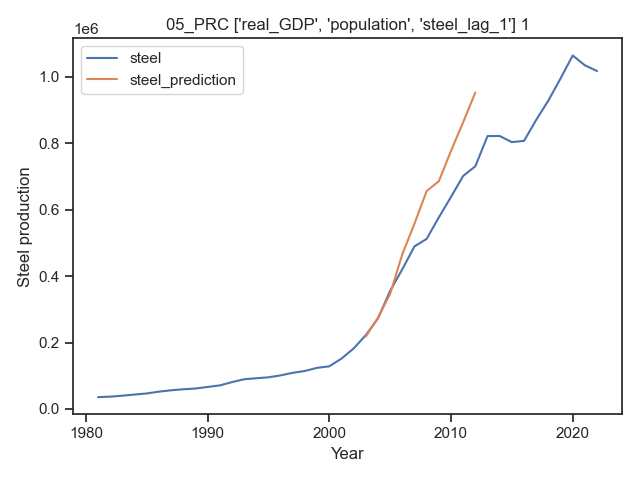 05_PRC ['real_GDP', 'population', 'steel_lag_1'] 1
1e6
steel
steel_prediction
1.0
0.8
0.6
0.4
0.2
0.0
Steel production
1980
1990
2000
2010
2020
Year